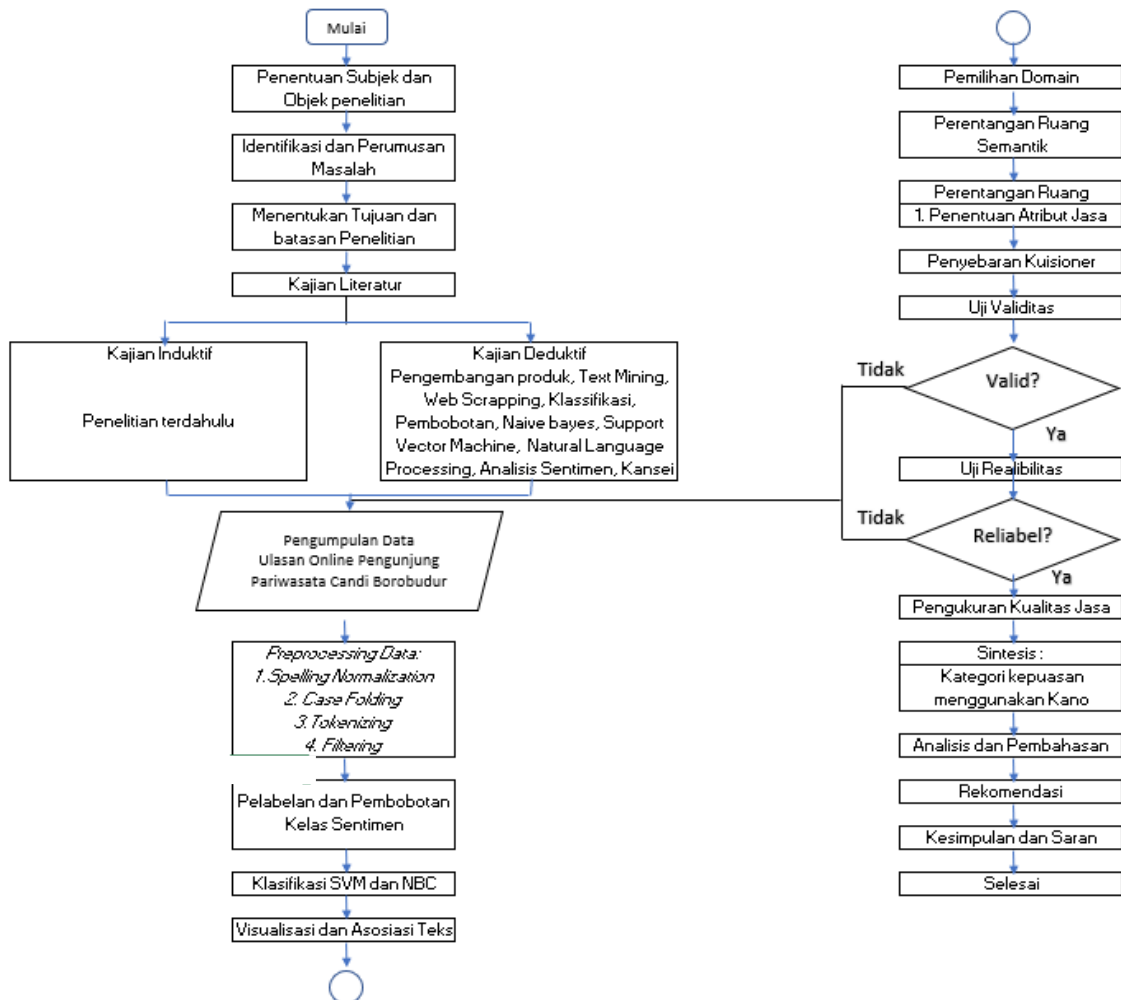 Mulai
Penentuan Subjek dan
Objek penelitian
Identifikasi dan Perumusan
Masalah
Menentukan Tujuan dan
batasan Penelitian
Kajian Literatur
Kajian Induktif
Penelitian terdahulu
Kajian Deduktif
Pengembangan produk, Text Mining,
Web Scrapping, Klassifikasi,
Pembobotan, Naive bayes, Support
Vector Machine, Natural Language
Processing, Analisis Sentimen, Kansei
Pengumpulan Data
Ulasan Online Pengunjung
Pariwasata Candi Borobudur
Preprocessing Data:
1. Spelling Normalization
2. Case Folding
3. Tokenizing
4. Filtering
Pelabelan dan Pembobotan
Kelas Sentimen
Klasifikasi SVM dan NBC
Visualisasi dan Asosiasi Teks
Pemilihan Domain
Perentangan Ruang
Semantik
Perentangan Ruang
1. Penentuan Atribut Jasa
Penyebaran Kuisioner
Uji Validitas
Tidak
Valid?
Ya
Uji Realibilitas
Tidak
Reliabel?
Ya
Pengukuran Kualitas Jasa
Sintesis :
Kategori kepuasan
menggunakan Kano
Analisis dan Pembahasan
Rekomendasi
Kesimpulan dan Saran
Selesai